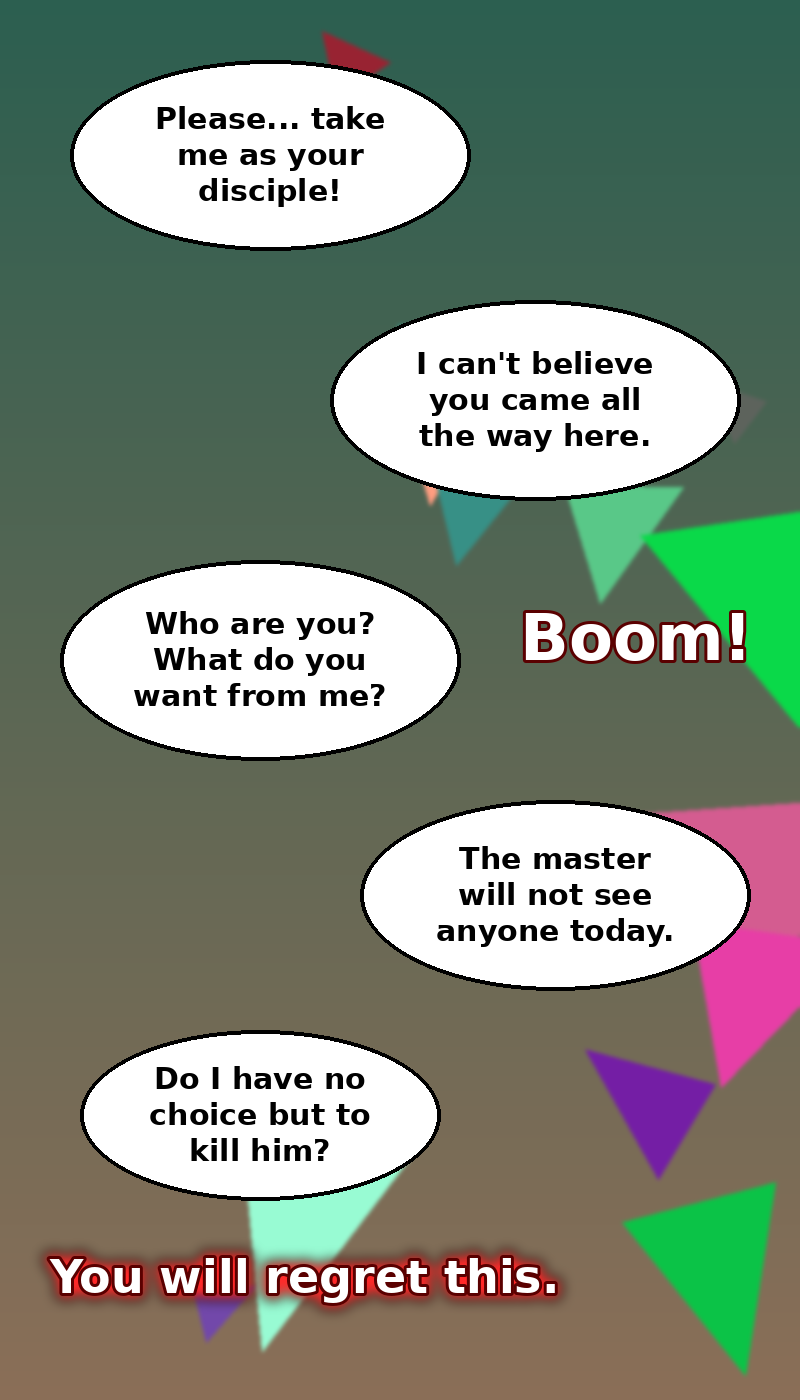 Please... take
me as your
disciple!
I can't believe
you came all
the way here.
Who are you?
What do you
want from me?
Boom!
The master
will not see
anyone today.
Do I have no
choice but to
kill him?
You will regret this.